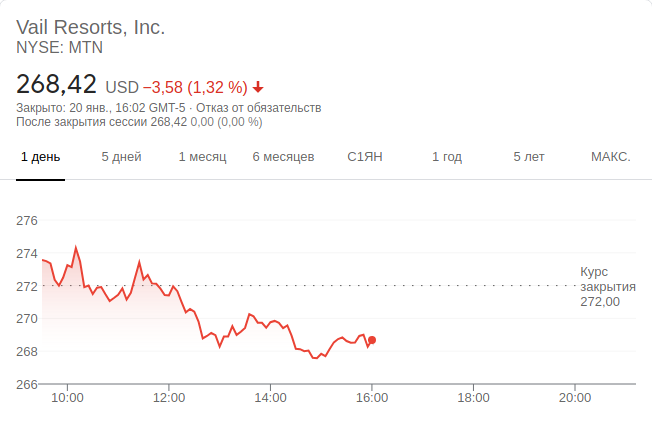 Vail Resorts, Inc.
NYSE: MTN
268,42 USD −3,58 (1,32 %)
Закрыто: 20 янв., 16:02 GMT-5 · Отказ от обязательств
После закрытия сессии 268,42 0,00 (0,00 %)
1 день 5 дней 1 месяц 6 месяцев С1ЯН 1 год 5 лет МАКС.
276
274
Курс
закрытия
272,00
272
270
268
266
10:00 12:00 14:00 16:00 18:00 20:00